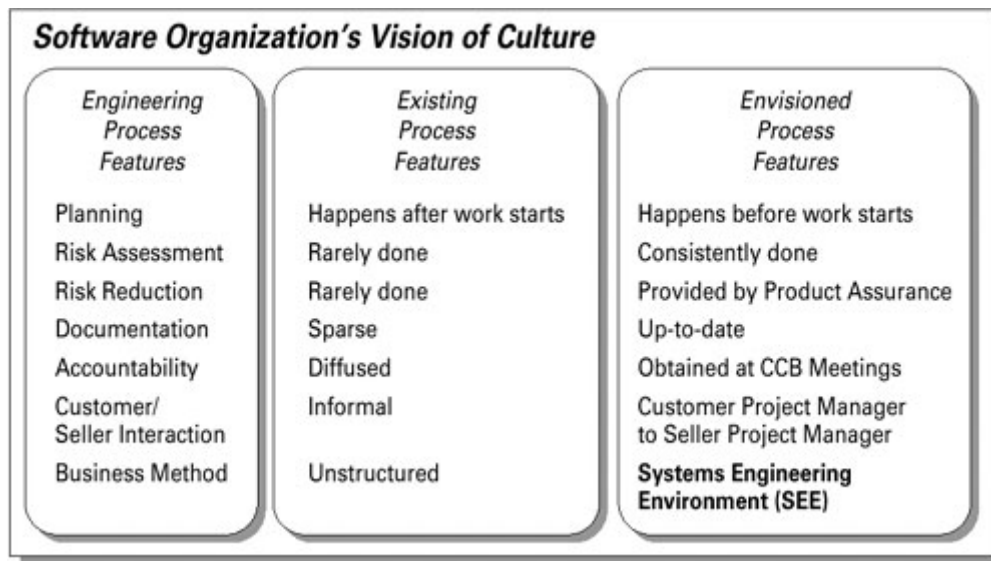 Software Organization's Vision of Culture
Engineering
Process
Features
Planning
Risk Assessment
Risk Reduction
Documentation
Accountability
Customer/
Seller Interaction
Business Method
Existing
Process
Features
Happens after work starts
Rarely done
Rarely done
Sparse
Diffused
Informal
Unstructured
Envisioned
Process
Features
Happens before work starts
Consistently done
Provided by Product Assurance
Up-to-date
Obtained at CCB Meetings
Customer Project Manager
to Seller Project Manager
Systems Engineering
Environment (SEE)